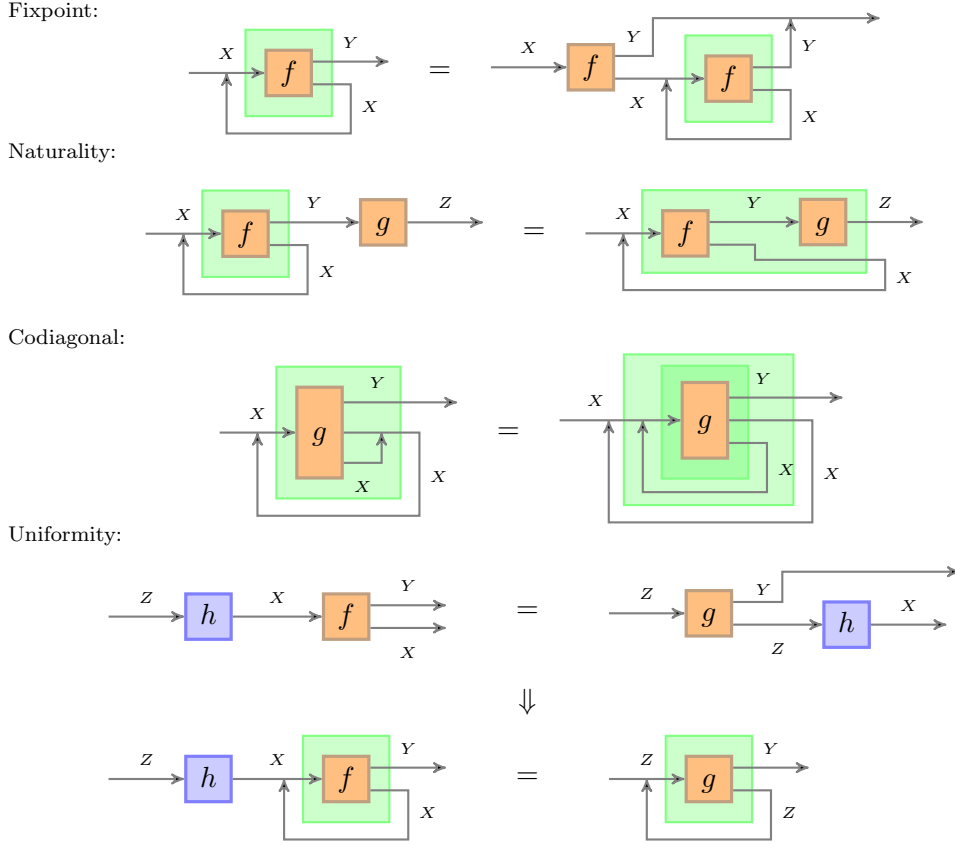 Fixpoint:
X f Y X = X f Y X f Y X
Naturality:
X f Y X g Z = X f Y g Z X
Codiagonal:
X g Y X X = X g Y X X
Uniformity:
Z h X f Y X = Z g Y Z h X
⇓
Z h X f Y X = Z g Y Z